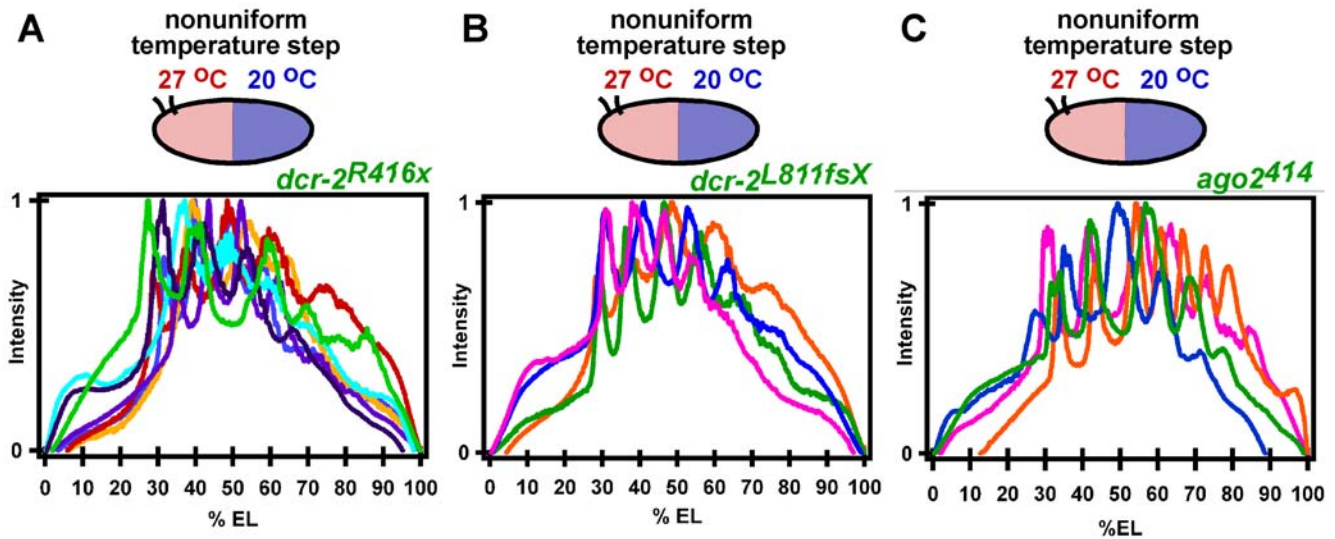 A
nonuniform
temperature step
27 °C 20 °C
dcr-2R416x
1
Intensity
0
0 10 20 30 40 50 60 70 80 90 100
% EL
B
nonuniform
temperature step
27 °C 20 °C
dcr-2L811fsX
1
Intensity
0
0 10 20 30 40 50 60 70 80 90 100
% EL
C
nonuniform
temperature step
27 °C 20 °C
ago2414
1
Intensity
0
0 10 20 30 40 50 60 70 80 90 100
%EL